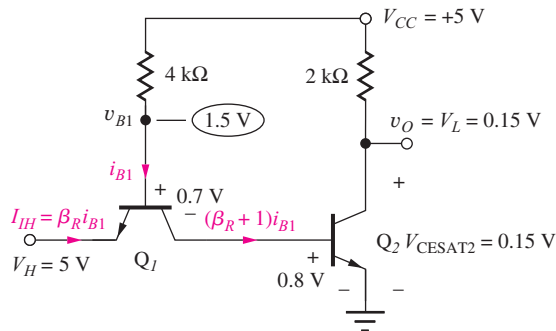 V_CC = +5 V
4 kΩ
2 kΩ
v_B1
1.5 V
v_O = V_L = 0.15 V
i_B1
+
0.7 V
+
I_IH = β_R i_B1
−
(β_R + 1)i_B1
V_H = 5 V
Q_1
+
Q_2 V_CESAT2 = 0.15 V
0.8 V
−
−